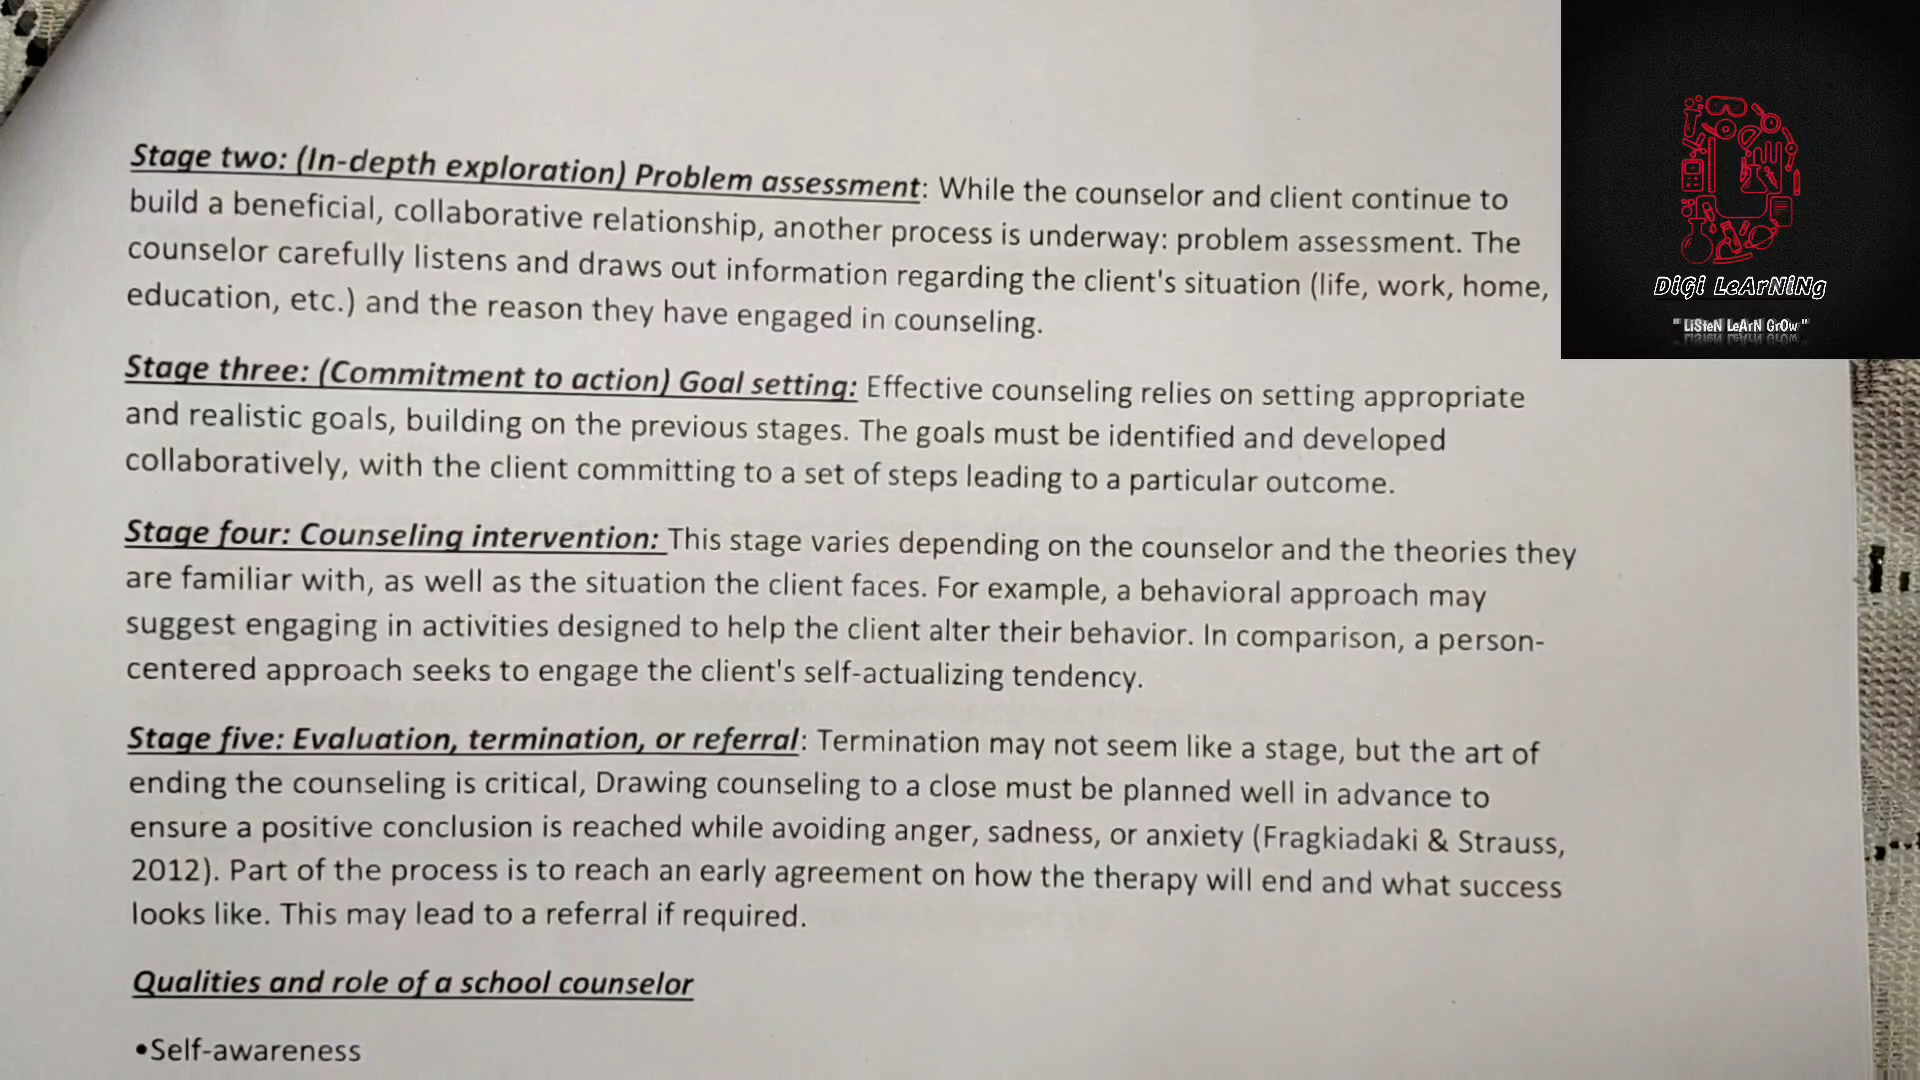 Stage two: (In-depth exploration) Problem assessment: While the counselor and client continue to
build a beneficial, collaborative relationship, another process is underway: problem assessment. The
counselor carefully listens and draws out information regarding the client's situation (life, work, home,
education, etc.) and the reason they have engaged in counseling.
Stage three: (Commitment to action) Goal setting: Effective counseling relies on setting appropriate
and realistic goals, building on the previous stages. The goals must be identified and developed
collaboratively, with the client committing to a set of steps leading to a particular outcome.
Stage four: Counseling intervention: This stage varies depending on the counselor and the theories they
are familiar with, as well as the situation the client faces. For example, a behavioral approach may
suggest engaging in activities designed to help the client alter their behavior. In comparison, a person-
centered approach seeks to engage the client's self-actualizing tendency.
Stage five: Evaluation, termination, or referral: Termination may not seem like a stage, but the art of
ending the counseling is critical, Drawing counseling to a close must be planned well in advance to
ensure a positive conclusion is reached while avoiding anger, sadness, or anxiety (Fragkiadaki & Strauss,
2012). Part of the process is to reach an early agreement on how the therapy will end and what success
looks like. This may lead to a referral if required.
Qualities and role of a school counselor
•Self-awareness
DiGi LeArNiNg
"LiSteN LeArN GrOw"